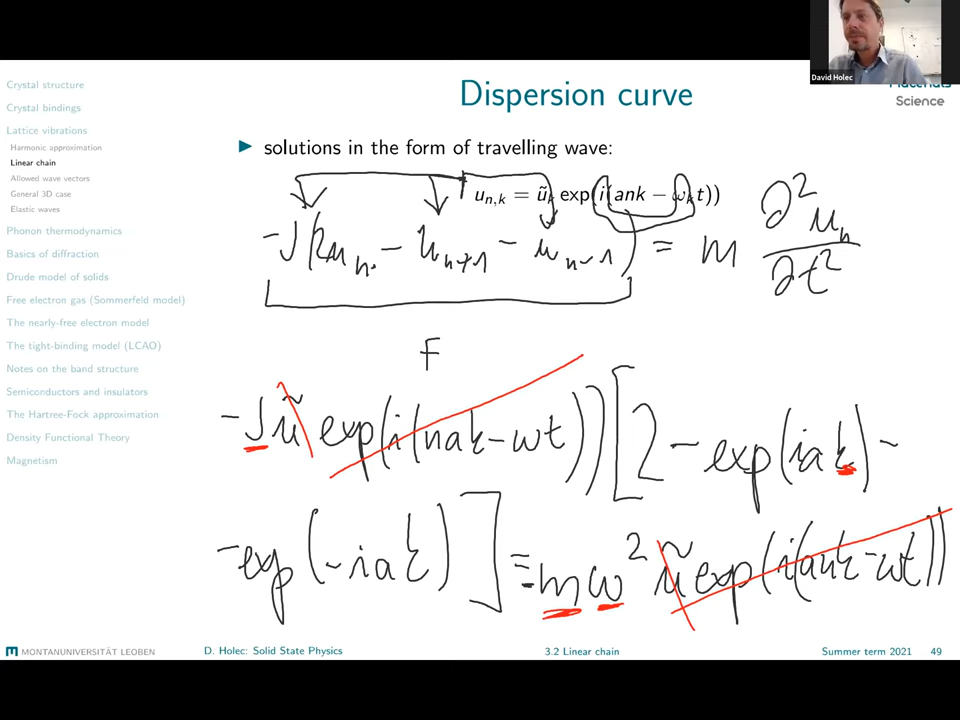 David Holec
Materials
Science
Crystal structure
Crystal bindings
Lattice vibrations
Harmonic approximation
Linear chain
Allowed wave vectors
General 3D case
Elastic waves
Phonon thermodynamics
Basics of diffraction
Drude model of solids
Free electron gas (Sommerfeld model)
The nearly-free electron model
The tight-binding model (LCAO)
Notes on the band structure
Semiconductors and insulators
The Hartree-Fock approximation
Density Functional Theory
Magnetism
Dispersion curve
▶ solutions in the form of travelling wave:
u_{n,k} = ũ_k exp(i(ank − ω_k t))
-J(2u_n - u_{n+1} - u_{n-1}) = m ∂²u_n/∂t²
F
-Jũ exp(i(nak-ωt))[2-exp(iak)-
-exp(-iak)] = -mω²ũexp(i(ank-ωt))
MONTANUNIVERSITÄT LEOBEN
D. Holec: Solid State Physics
3.2 Linear chain
Summer term 2021
49